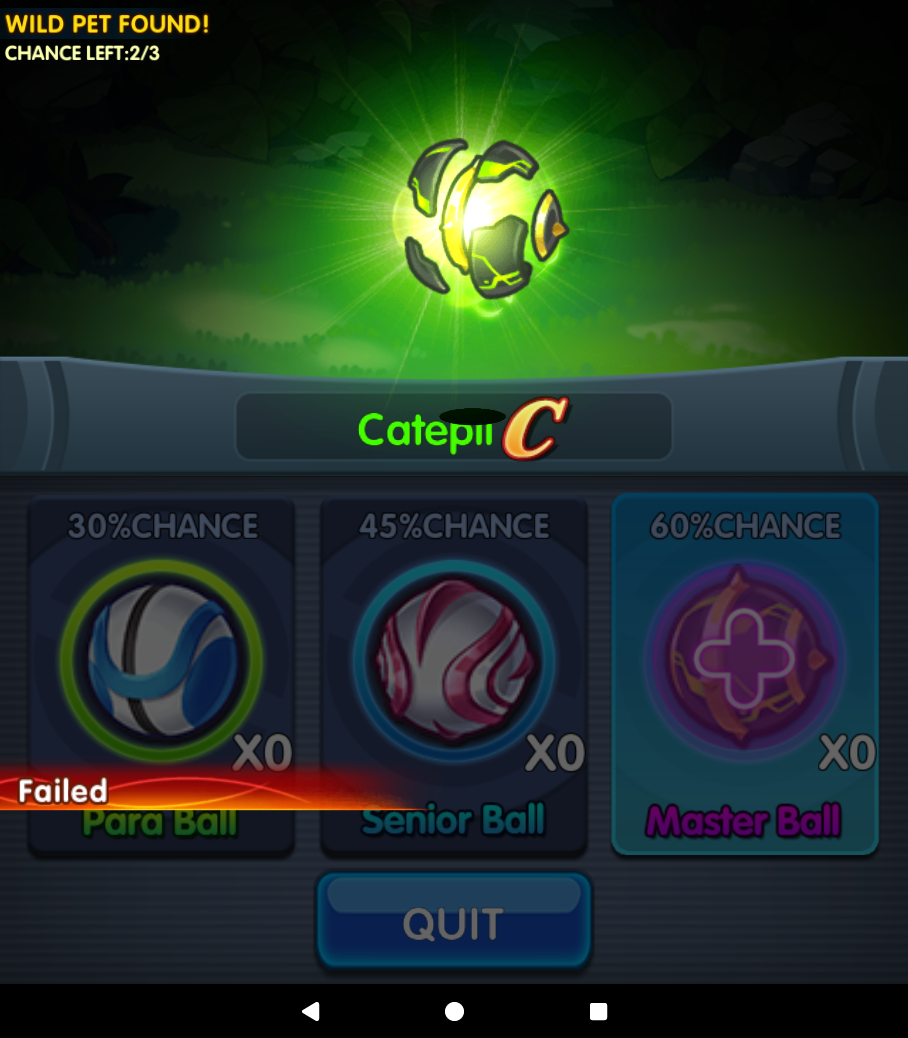 WILD PET FOUND!
CHANCE LEFT:2/3
C
30%CHANCE
45%CHANCE
60%CHANCE
X0
X0
X0
Failed
Para Ball
Senior Ball
Master Ball
QUIT